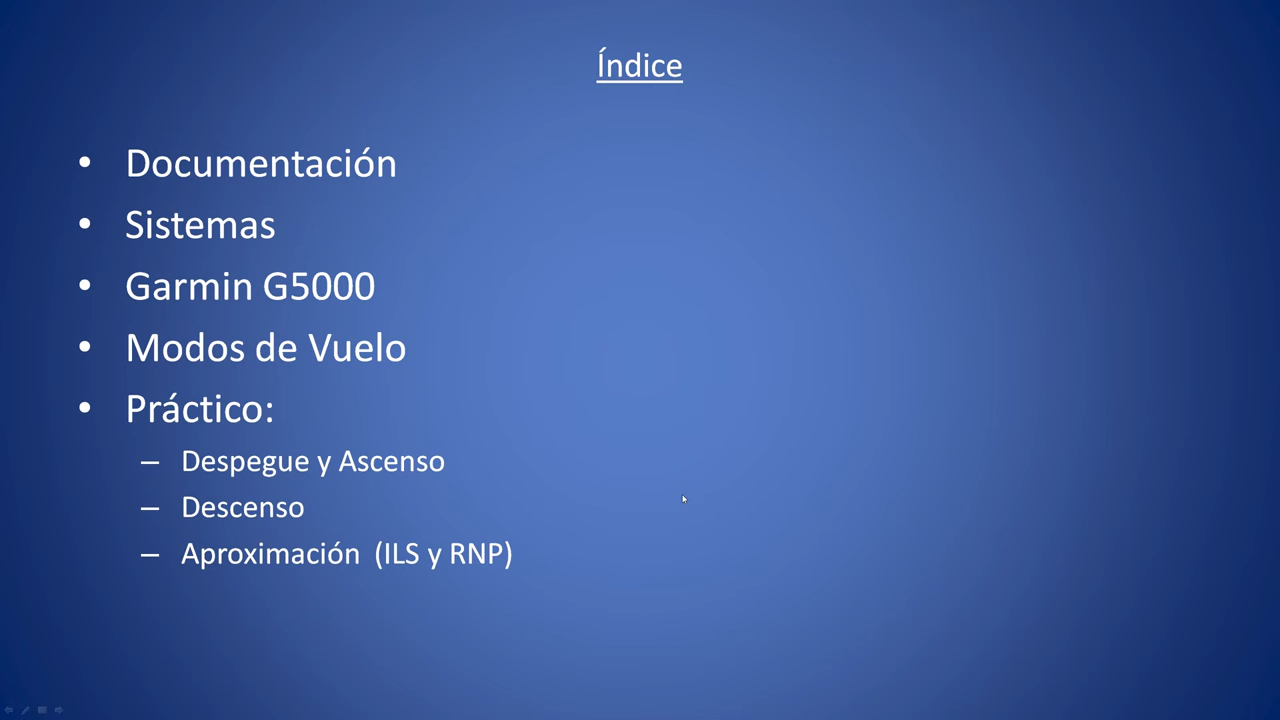 Índice
• Documentación
• Sistemas
• Garmin G5000
• Modos de Vuelo
• Práctico:
– Despegue y Ascenso
– Descenso
– Aproximación (ILS y RNP)